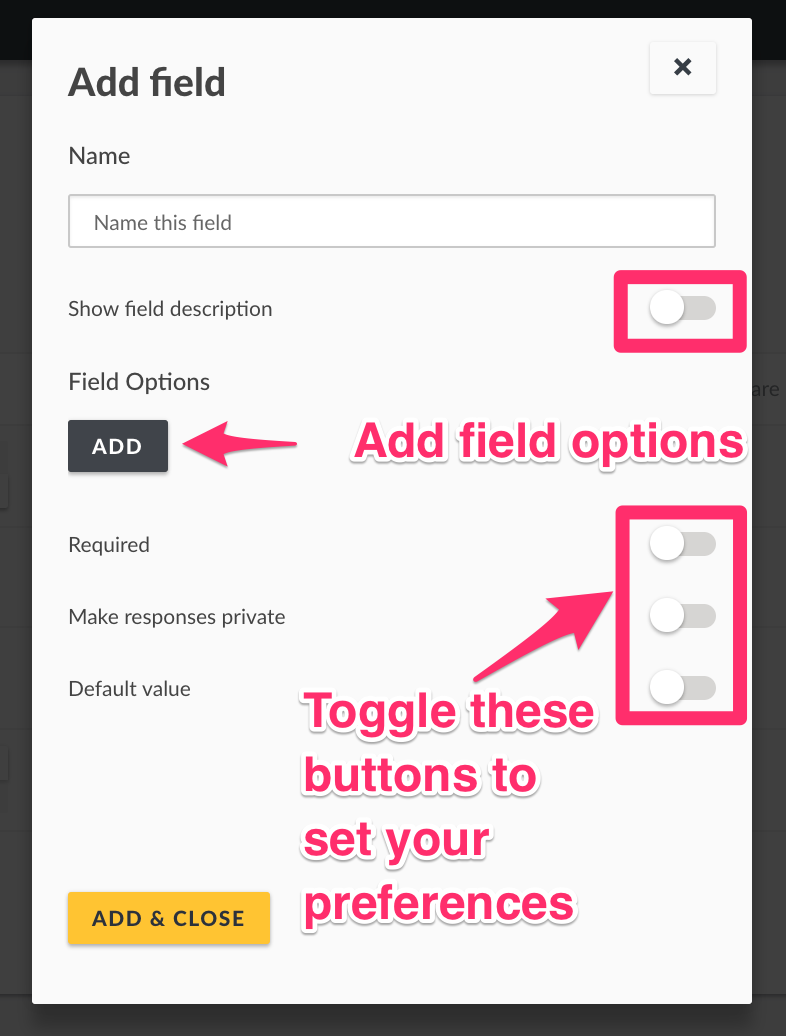 Add field
Name
Name this field
Show field description
Field Options
are
ADD
Add field options
Required
Make responses private
Default value
Toggle these
buttons to
set your
preferences
ADD & CLOSE